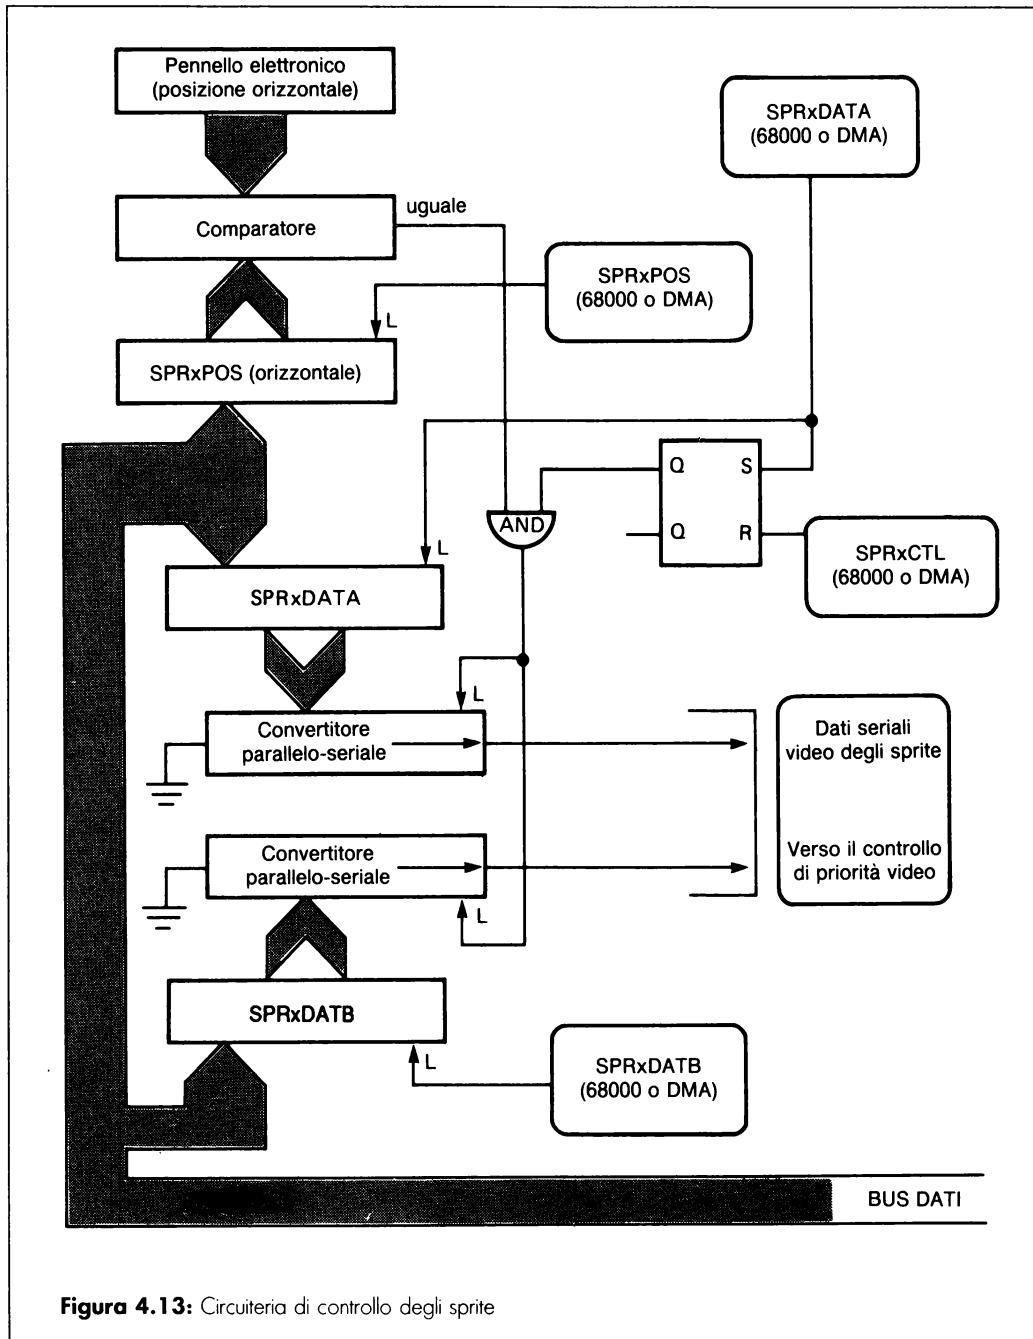 Pennello elettronico
(posizione orizzontale)
SPRxDATA
(68000 o DMA)
uguale
Comparatore
SPRxPOS
(68000 o DMA)
L
SPRxPOS (orizzontale)
Q
S
AND
Q
R
L
SPRxCTL
(68000 o DMA)
SPRxDATA
L
Convertitore
parallelo-seriale
Dati seriali
video degli sprite
Convertitore
parallelo-seriale
Verso il controllo
di priorità video
L
SPRxDATB
L
SPRxDATB
(68000 o DMA)
BUS DATI
Figura 4.13: Circuiteria di controllo degli sprite